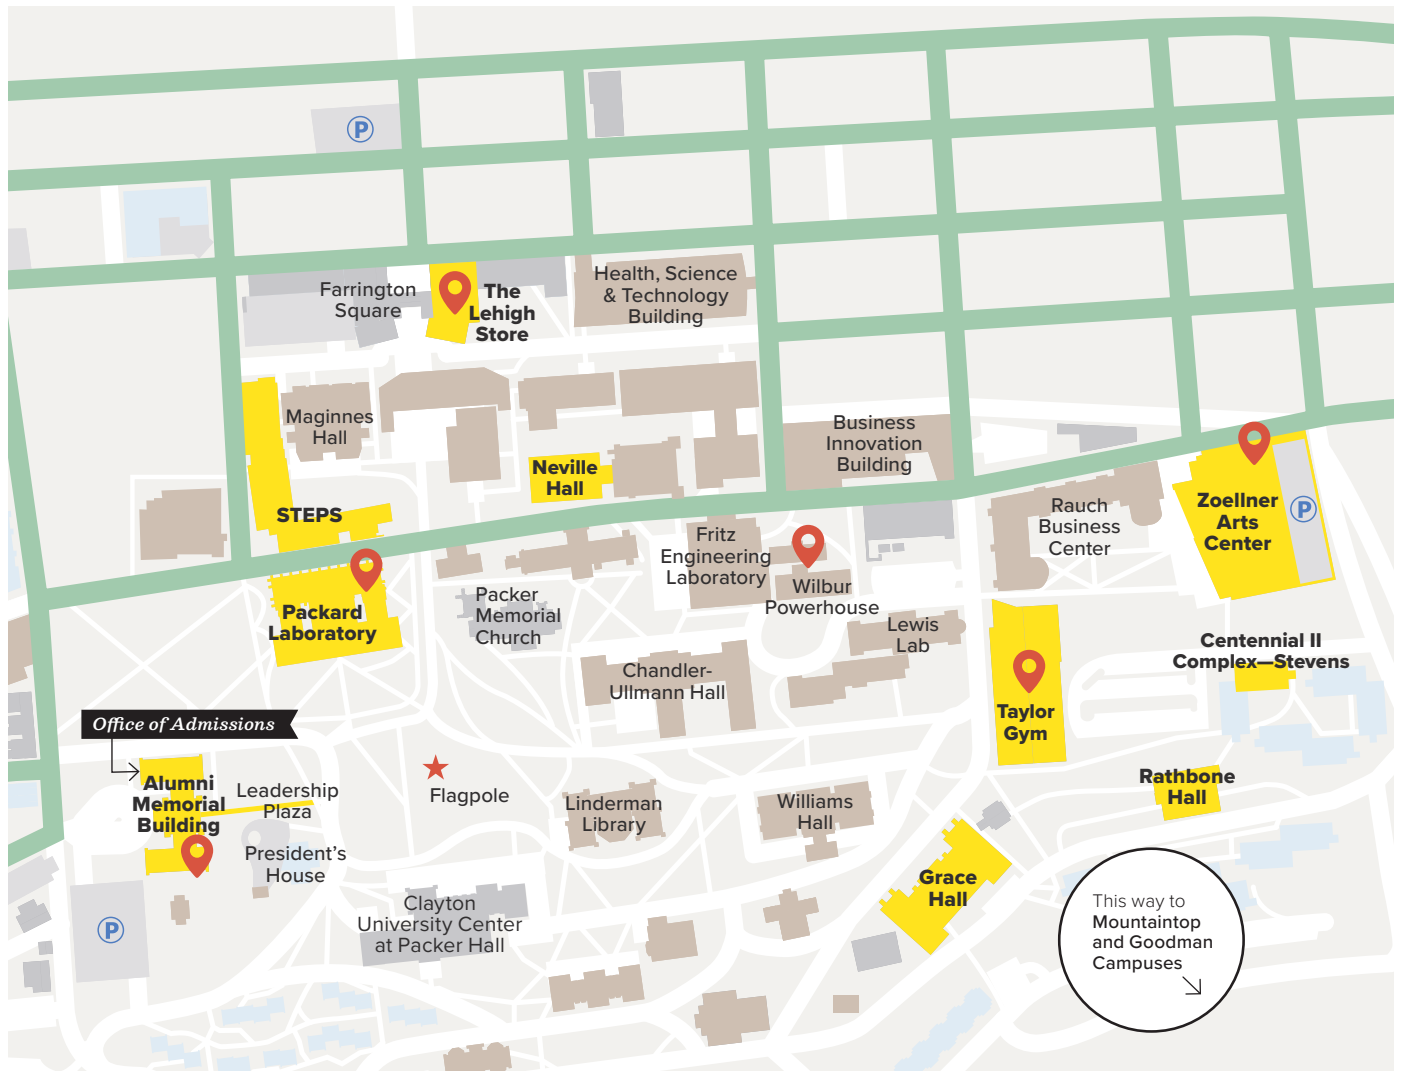 P
Farrington
Square
The
Lehigh
Store
Health, Science
& Technology
Building
Maginnes
Hall
Business
Innovation
Building
Neville
Hall
STEPS
Rauch
Business
Center
Zoellner
Arts
Center
P
Fritz
Engineering
Laboratory
Wilbur
Powerhouse
Packard
Laboratory
Packer
Memorial
Church
Lewis
Lab
Centennial II
Complex—Stevens
Chandler-
Ullmann Hall
Taylor
Gym
Office of Admissions
Alumni
Memorial
Building
Leadership
Plaza
Flagpole
Linderman
Library
Williams
Hall
Rathbone
Hall
President's
House
Grace
Hall
Clayton
University Center
at Packer Hall
P
This way to
Mountaintop
and Goodman
Campuses